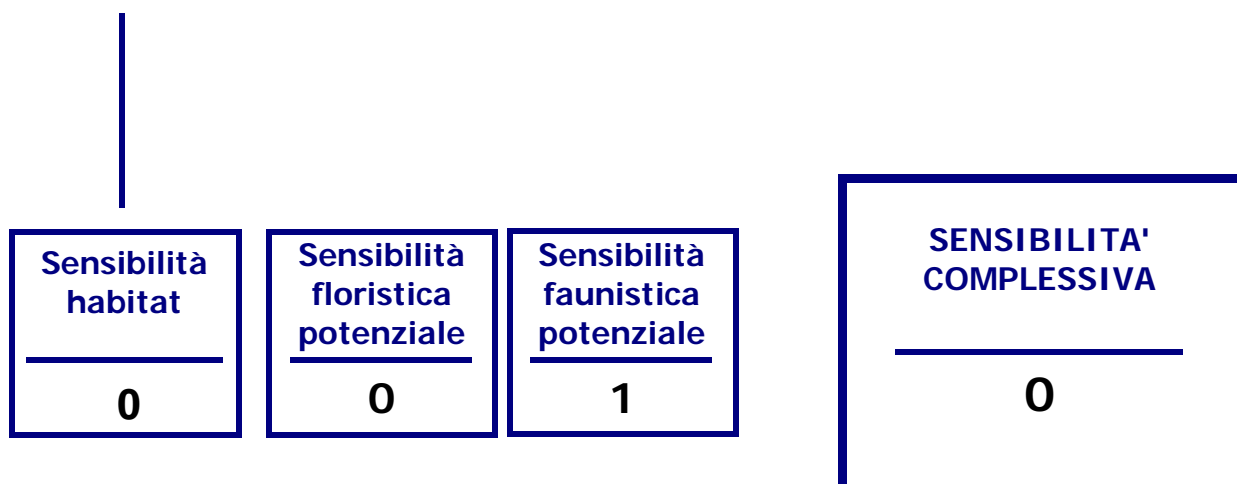 Sensibilità
habitat
0
Sensibilità
floristica
potenziale
0
Sensibilità
faunistica
potenziale
1
SENSIBILITA'
COMPLESSIVA
0